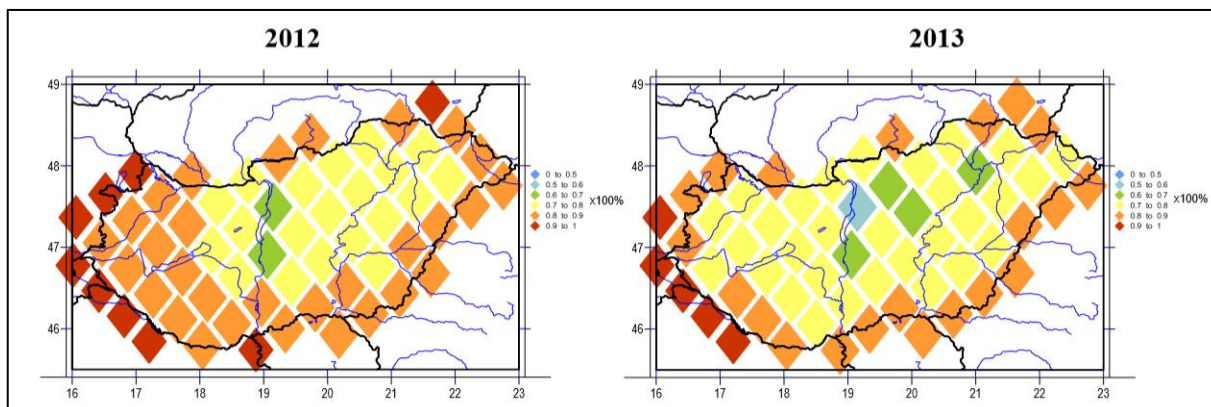 2012
2013
49
48
47
46
16 17 18 19 20 21 22 23
0 to 0.5
0.5 to 0.6
0.6 to 0.7
0.7 to 0.8
0.8 to 0.9
0.9 to 1
x100%
49
48
47
46
16 17 18 19 20 21 22 23
0 to 0.5
0.5 to 0.6
0.6 to 0.7
0.7 to 0.8
0.8 to 0.9
0.9 to 1
x100%